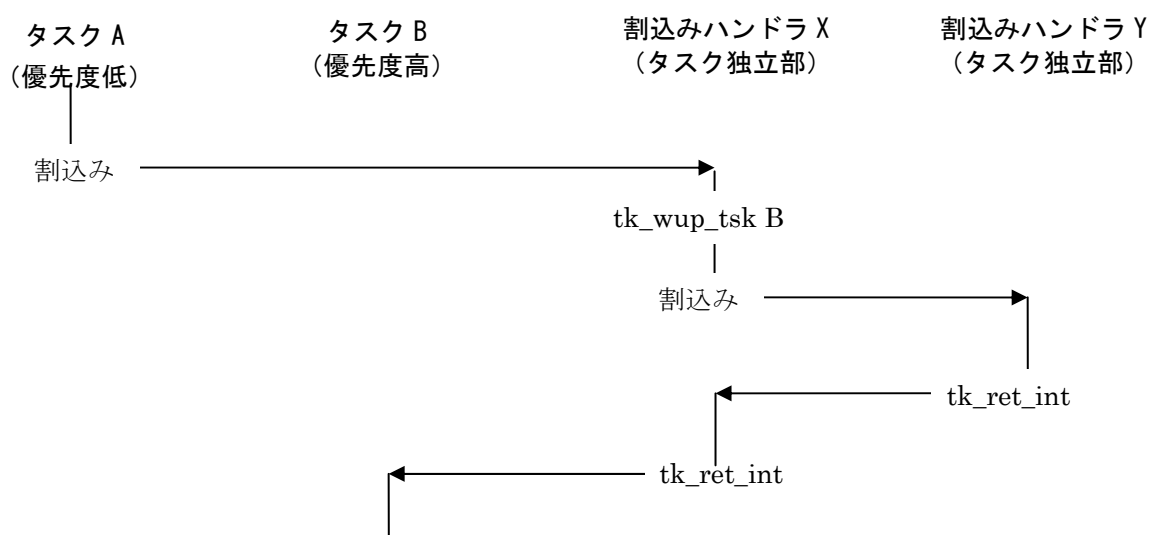 タスク A
(優先度低)
タスク B
(優先度高)
割込みハンドラ X
(タスク独立部)
割込みハンドラ Y
(タスク独立部)
割込み
tk_wup_tsk B
割込み
tk_ret_int
tk_ret_int